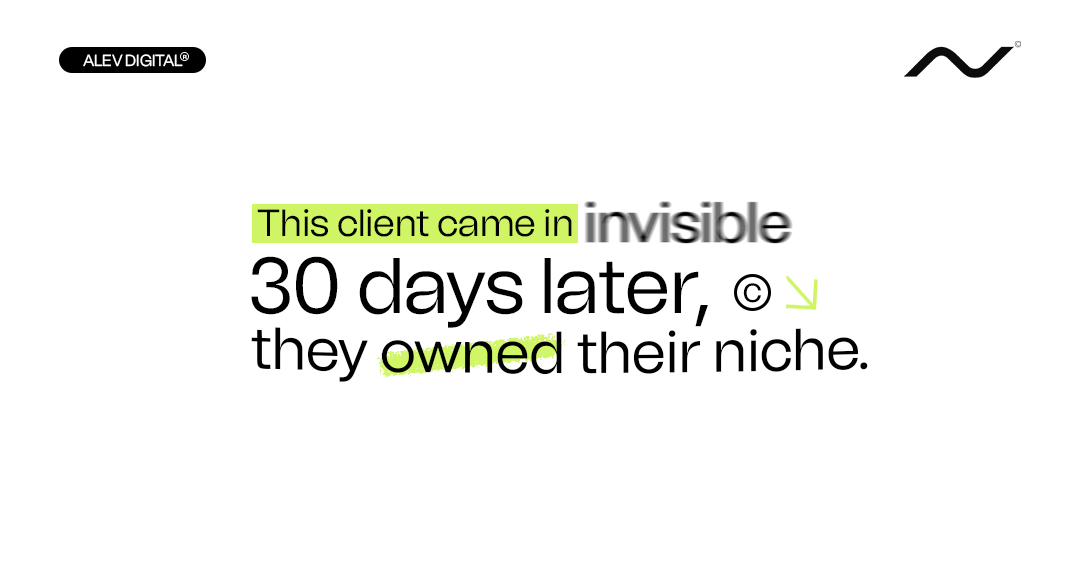 ALEV DIGITAL®
©
This client came in invisible
30 days later, ©
they owned their niche.